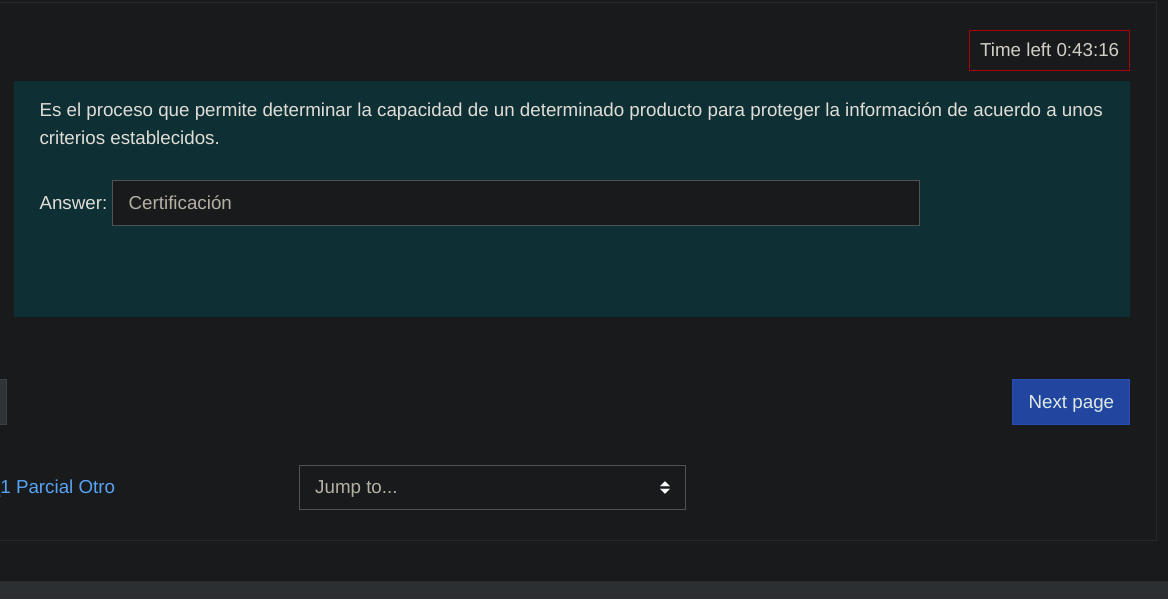 Time left 0:43:16
Es el proceso que permite determinar la capacidad de un determinado producto para proteger la información de acuerdo a unos
criterios establecidos.
Answer: Certificación
Next page
1 Parcial Otro
Jump to...